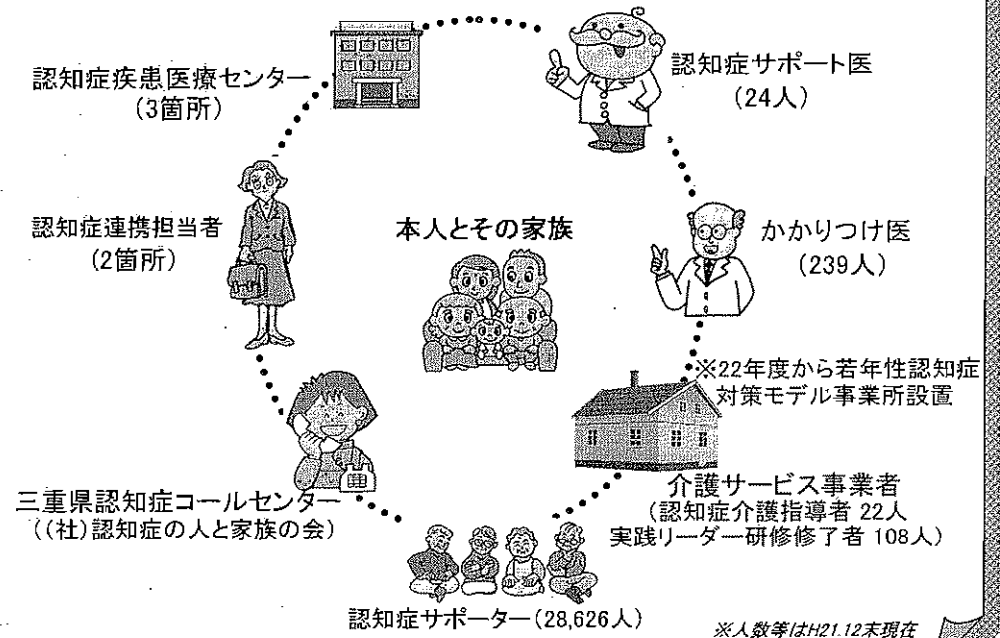 認知症疾患医療センター
(3箇所)
認知症サポート医
(24人)
認知症連携担当者
(2箇所)
本人とその家族
かかりつけ医
(239人)
※22年度から若年性認知症
対策モデル事業所設置
三重県認知症コールセンター
((社)認知症の人と家族の会)
介護サービス事業者
(認知症介護指導者 22人
実践リーダー研修修了者 108人)
認知症サポーター(28,626人)
※人数等はH21.12末現在